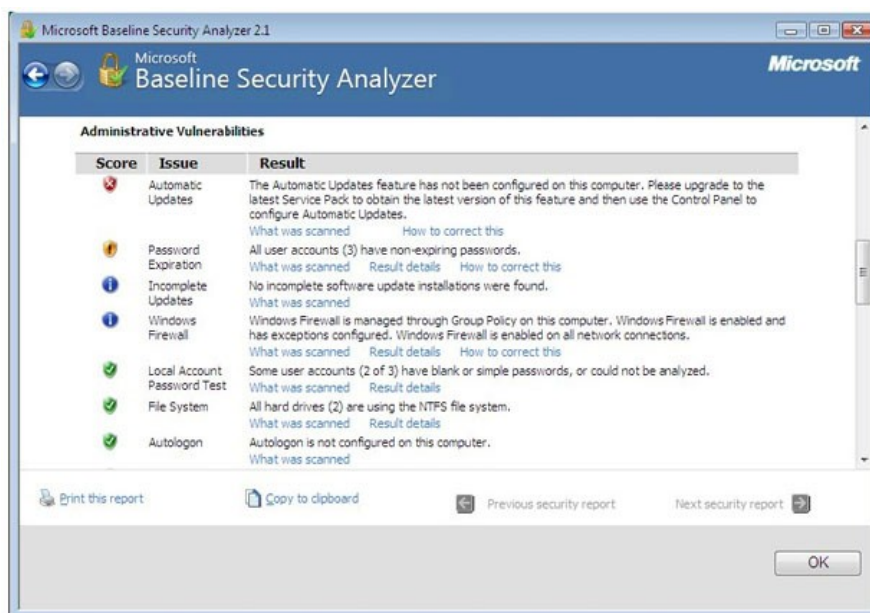 Microsoft Baseline Security Analyzer 2.1
Microsoft
Baseline Security Analyzer
Microsoft
Administrative Vulnerabilities
Score Issue Result
Automatic Updates
The Automatic Updates feature has not been configured on this computer. Please upgrade to the
latest Service Pack to obtain the latest version of this feature and then use the Control Panel to
configure Automatic Updates.
What was scanned How to correct this
Password Expiration
All user accounts (3) have non-expiring passwords.
What was scanned Result details How to correct this
Incomplete Updates
No incomplete software update installations were found.
What was scanned
Windows Firewall
Windows Firewall is managed through Group Policy on this computer. Windows Firewall is enabled and
has exceptions configured. Windows Firewall is enabled on all network connections.
What was scanned Result details How to correct this
Local Account Password Test
Some user accounts (2 of 3) have blank or simple passwords, or could not be analyzed.
What was scanned Result details
File System
All hard drives (2) are using the NTFS file system.
What was scanned Result details
Autologon
Autologon is not configured on this computer.
What was scanned
Print this report Copy to clipboard Previous security report Next security report
OK